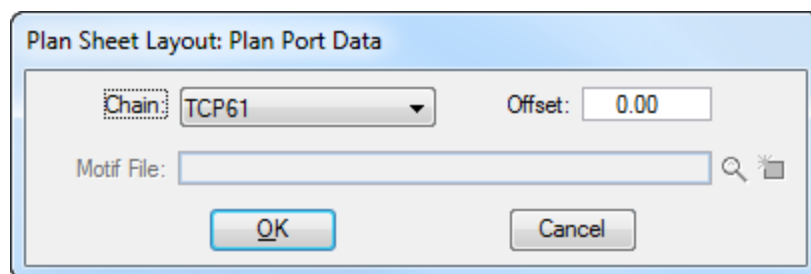 Plan Sheet Layout: Plan Port Data
Chain: TCP61 Offset: 0.00
Motif File:
OK Cancel